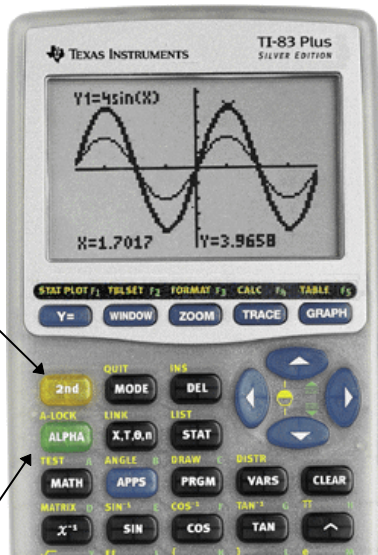 TEXAS INSTRUMENTS
TI-83 Plus
SILVER EDITION
Y1=4sin(X)
X=1.7017 Y=3.9658
STAT PLOT F1 TBLSET F2 FORMAT F3 CALC F4 TABLE F5
Y= WINDOW ZOOM TRACE GRAPH
QUIT INS
2nd MODE DEL
A-LOCK LINK LIST
ALPHA X,T,θ,n STAT
TEST A ANGLE B DRAW C DISTR
MATH APPS PRGM VARS CLEAR
MATRIX D SIN⁻¹ E COS⁻¹ F TAN⁻¹ G π H
x⁻¹ SIN COS TAN ^